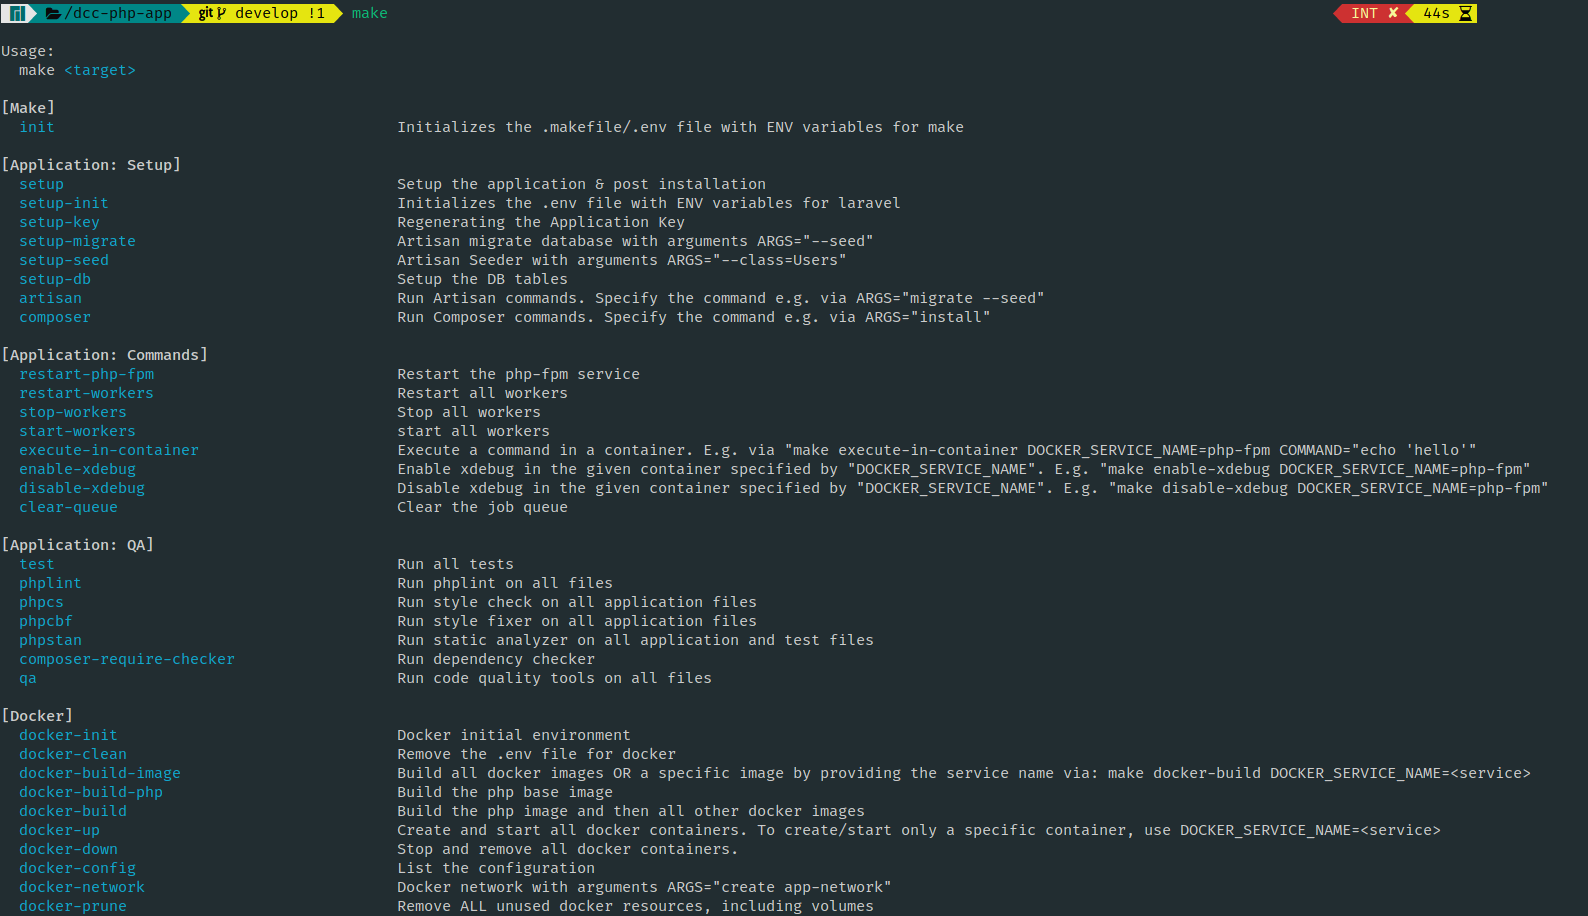 /dcc-php-app git develop !1 make INT ✘ 44s
Usage:
make <target>
[Make]
init Initializes the .makefile/.env file with ENV variables for make
[Application: Setup]
setup Setup the application & post installation
setup-init Initializes the .env file with ENV variables for laravel
setup-key Regenerating the Application Key
setup-migrate Artisan migrate database with arguments ARGS="--seed"
setup-seed Artisan Seeder with arguments ARGS="--class=Users"
setup-db Setup the DB tables
artisan Run Artisan commands. Specify the command e.g. via ARGS="migrate --seed"
composer Run Composer commands. Specify the command e.g. via ARGS="install"
[Application: Commands]
restart-php-fpm Restart the php-fpm service
restart-workers Restart all workers
stop-workers Stop all workers
start-workers start all workers
execute-in-container Execute a command in a container. E.g. via "make execute-in-container DOCKER_SERVICE_NAME=php-fpm COMMAND="echo 'hello'"
enable-xdebug Enable xdebug in the given container specified by "DOCKER_SERVICE_NAME". E.g. "make enable-xdebug DOCKER_SERVICE_NAME=php-fpm"
disable-xdebug Disable xdebug in the given container specified by "DOCKER_SERVICE_NAME". E.g. "make disable-xdebug DOCKER_SERVICE_NAME=php-fpm"
clear-queue Clear the job queue
[Application: QA]
test Run all tests
phplint Run phplint on all files
phpcs Run style check on all application files
phpcbf Run style fixer on all application files
phpstan Run static analyzer on all application and test files
composer-require-checker Run dependency checker
qa Run code quality tools on all files
[Docker]
docker-init Docker initial environment
docker-clean Remove the .env file for docker
docker-build-image Build all docker images OR a specific image by providing the service name via: make docker-build DOCKER_SERVICE_NAME=<service>
docker-build-php Build the php base image
docker-build Build the php image and then all other docker images
docker-up Create and start all docker containers. To create/start only a specific container, use DOCKER_SERVICE_NAME=<service>
docker-down Stop and remove all docker containers.
docker-config List the configuration
docker-network Docker network with arguments ARGS="create app-network"
docker-prune Remove ALL unused docker resources, including volumes